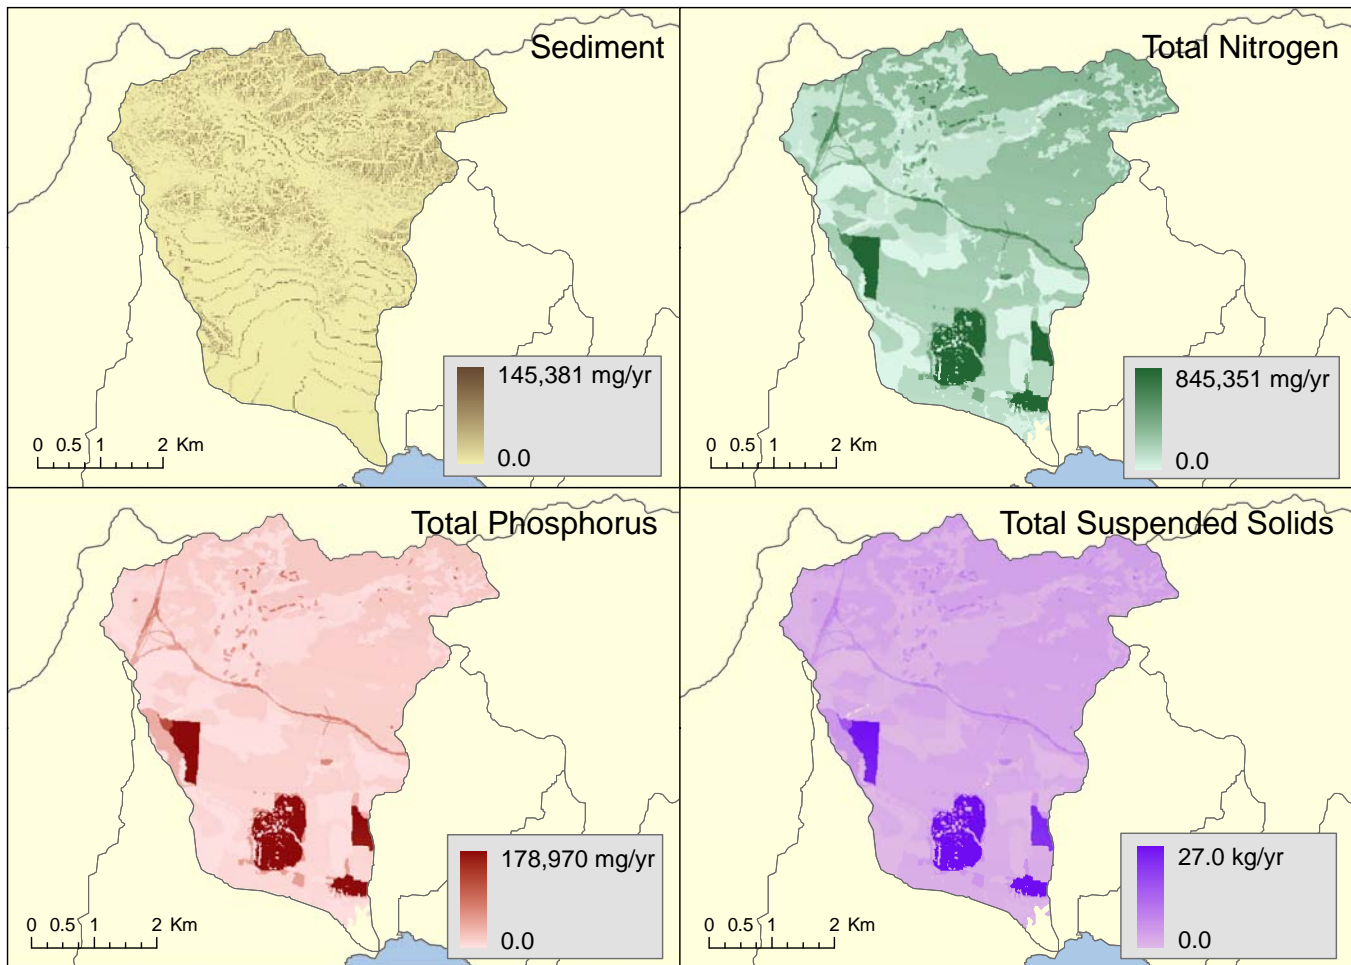 Sediment
145,381 mg/yr
0.0
0 0.5 1 2 Km
Total Nitrogen
845,351 mg/yr
0.0
0 0.5 1 2 Km
Total Phosphorus
178,970 mg/yr
0.0
0 0.5 1 2 Km
Total Suspended Solids
27.0 kg/yr
0.0
0 0.5 1 2 Km